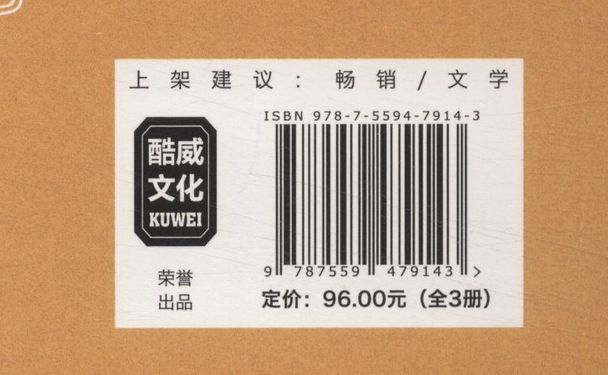 上架建议：畅销/文学
ISBN 978-7-5594-7914-3
酷威
文化
KUWEI
荣誉
出品
9 787559 479143 >
定价：96.00元（全3册）